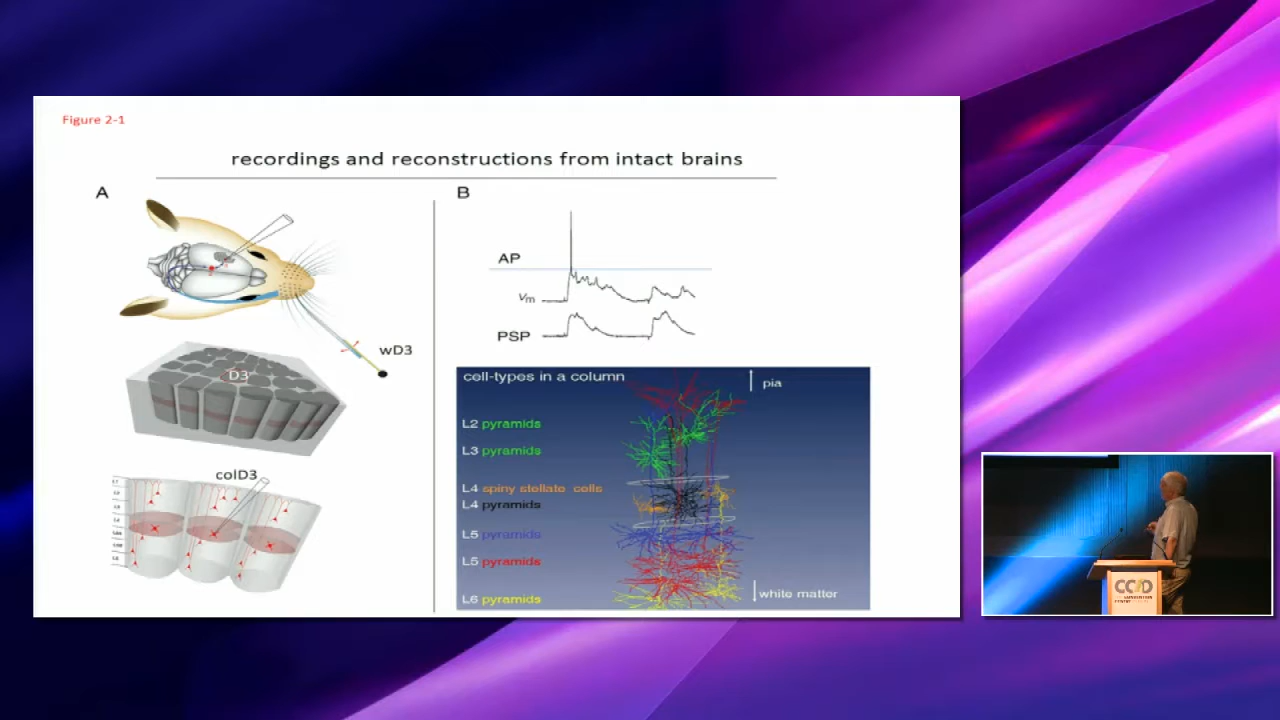 Figure 2-1
recordings and reconstructions from intact brains
A
wD3
D3
colD3
B
AP
Vm
PSP
cell-types in a column
pia
L2 pyramids
L3 pyramids
L4 spiny stellate cells
L4 pyramids
L5 pyramids
L5 pyramids
L6 pyramids
white matter